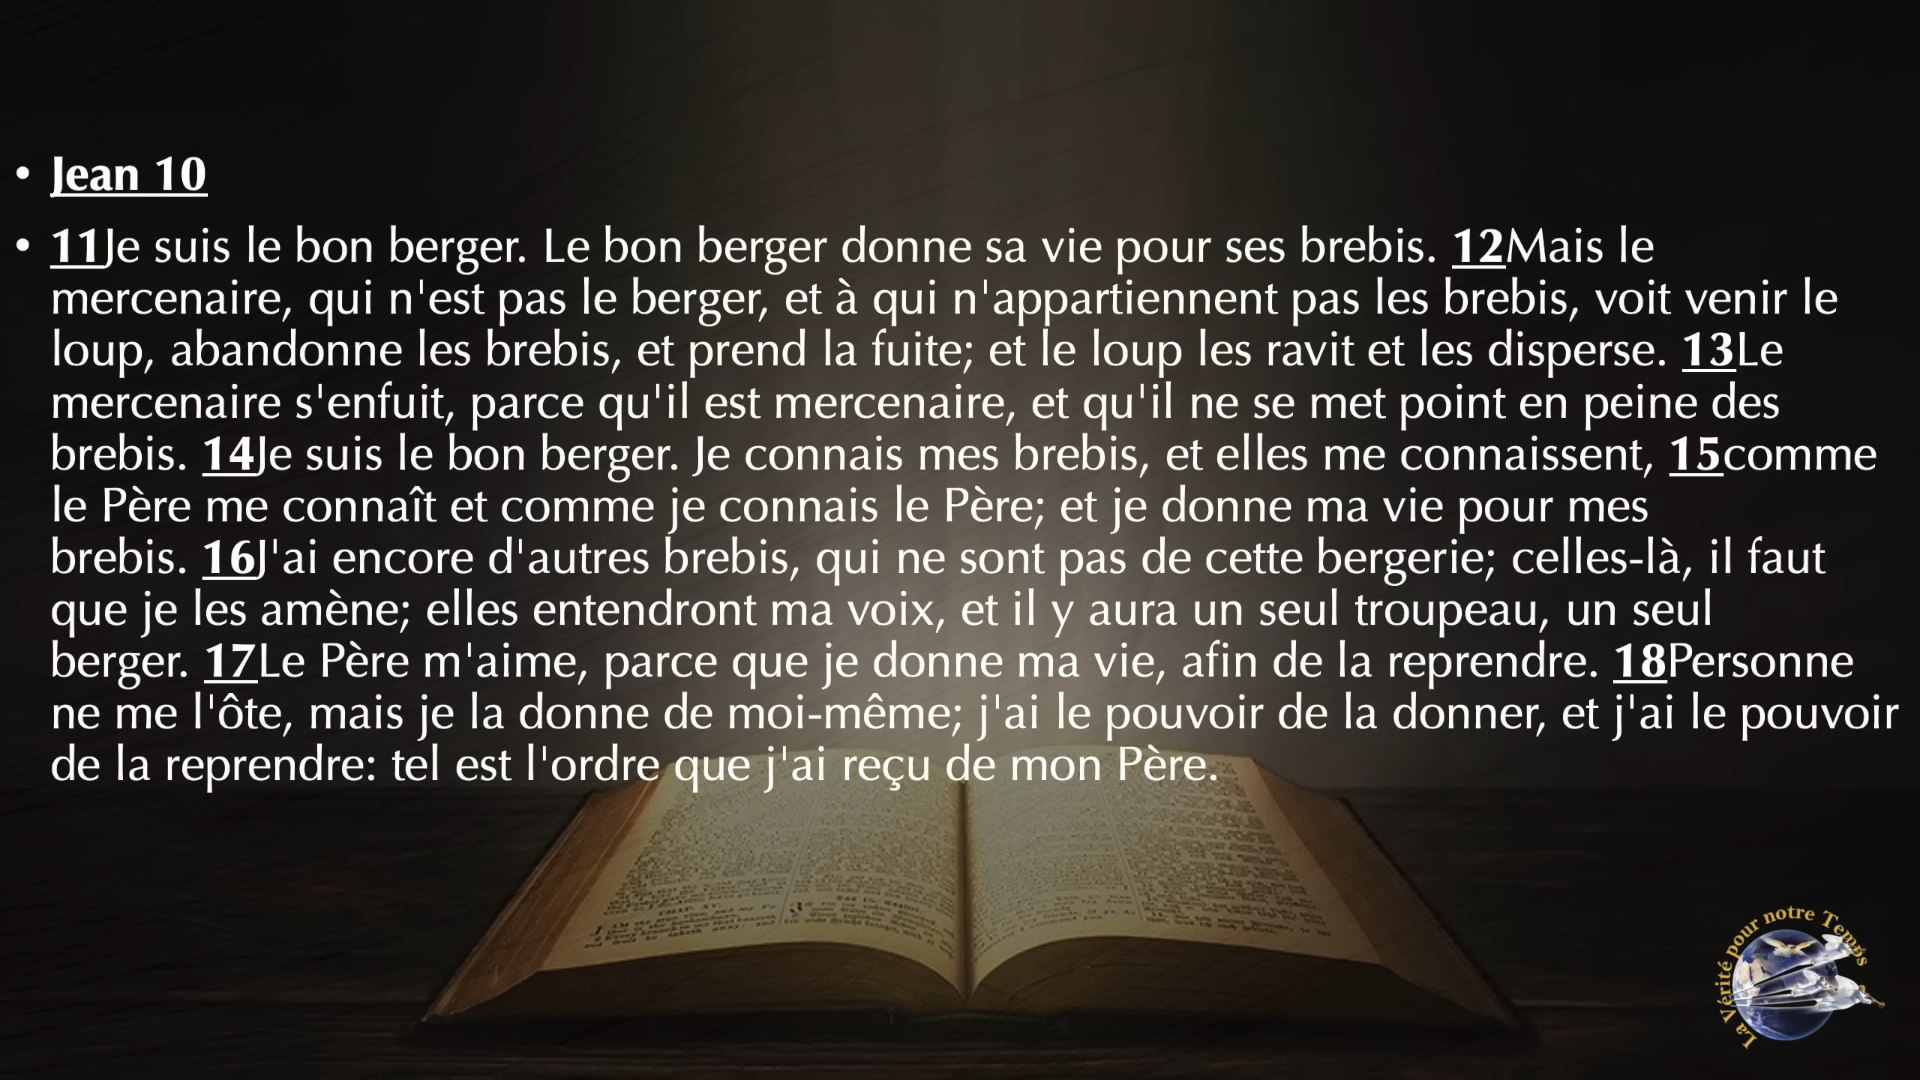 • Jean 10
• 11Je suis le bon berger. Le bon berger donne sa vie pour ses brebis. 12Mais le
mercenaire, qui n'est pas le berger, et à qui n'appartiennent pas les brebis, voit venir le
loup, abandonne les brebis, et prend la fuite; et le loup les ravit et les disperse. 13Le
mercenaire s'enfuit, parce qu'il est mercenaire, et qu'il ne se met point en peine des
brebis. 14Je suis le bon berger. Je connais mes brebis, et elles me connaissent, 15comme
le Père me connaît et comme je connais le Père; et je donne ma vie pour mes
brebis. 16J'ai encore d'autres brebis, qui ne sont pas de cette bergerie; celles-là, il faut
que je les amène; elles entendront ma voix, et il y aura un seul troupeau, un seul
berger. 17Le Père m'aime, parce que je donne ma vie, afin de la reprendre. 18Personne
ne me l'ôte, mais je la donne de moi-même; j'ai le pouvoir de la donner, et j'ai le pouvoir
de la reprendre: tel est l'ordre que j'ai reçu de mon Père.
La Vérité pour notre Temps